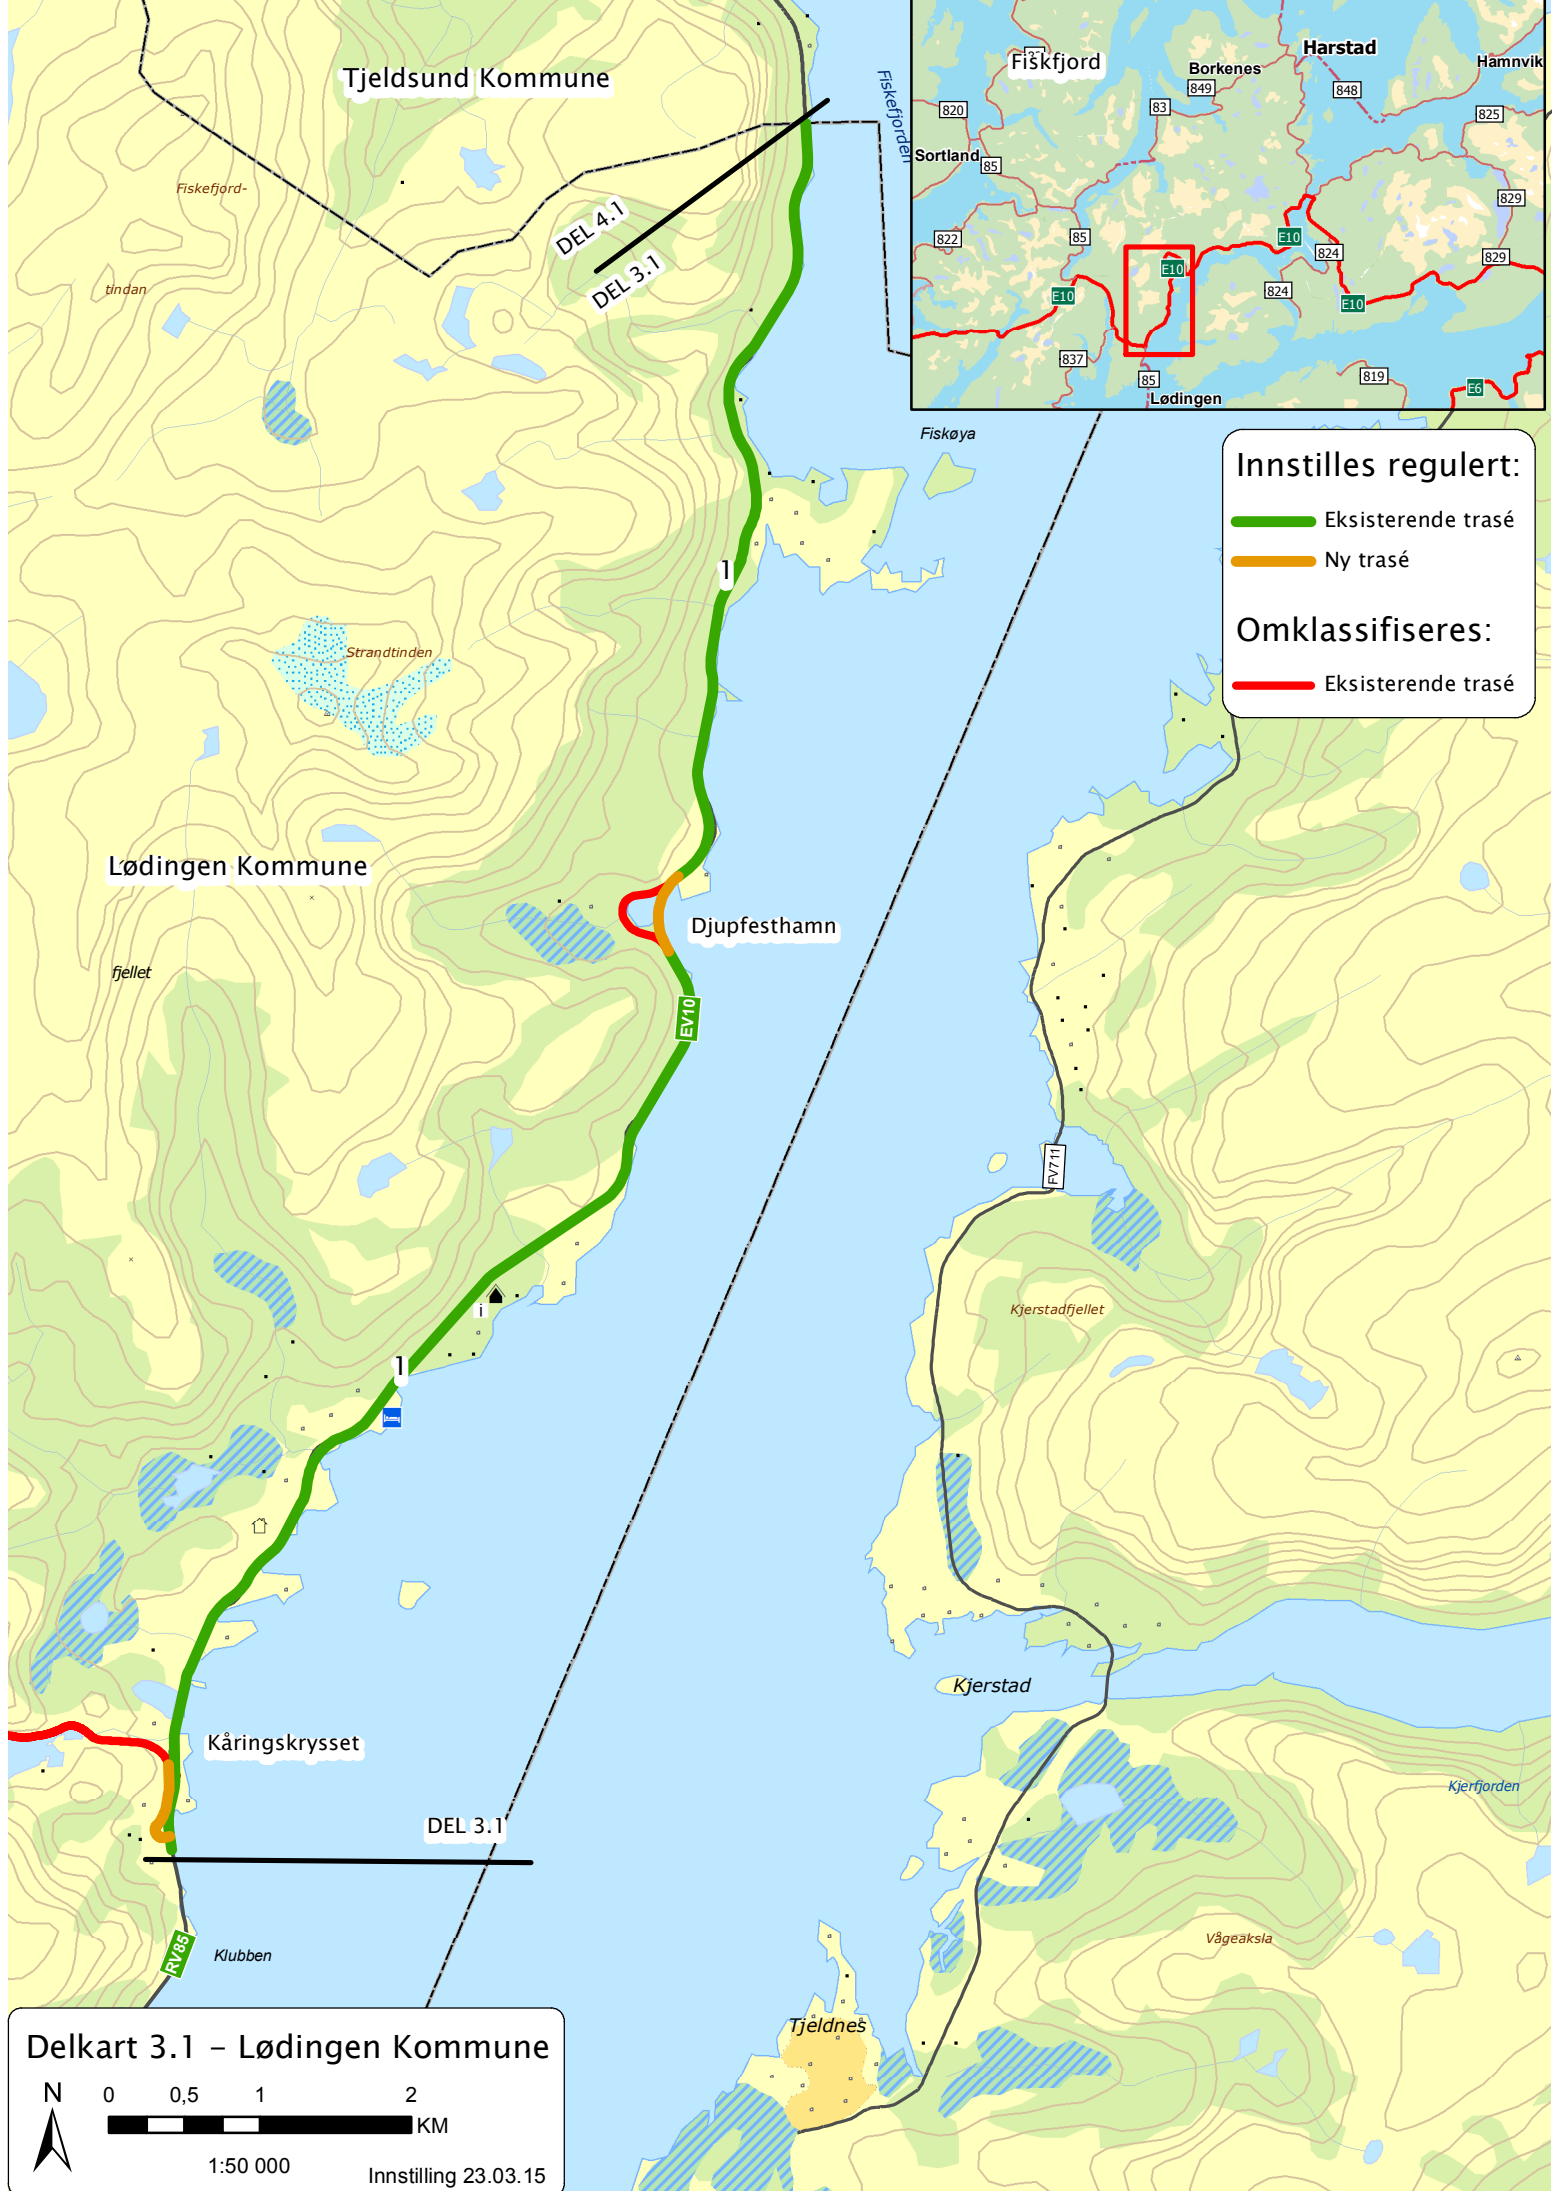 Tjeldsund Kommune
Fiskefjorden
Fiskefjord-
tindan
DEL 4.1
DEL 3.1
Fiskfjord
Harstad
Hamnvik
Borkenes
849
848
820
83
825
Sortland
85
829
822
85
E10
824
829
E10
E10
824
E10
837
85
819
E6
Lødingen
Fiskøya
Innstilles regulert:
Eksisterende trasé
Ny trasé
Omklassifiseres:
Eksisterende trasé
1
Strandtinden
Lødingen Kommune
Djupfesthamn
fjellet
EV10
FV711
Kjerstadfjellet
i
1
Kjerstad
Kåringskrysset
Kjerfjorden
DEL 3.1
Vågeaksla
RV85
Klubben
Tjeldnes
Delkart 3.1 – Lødingen Kommune
N
0 0,5 1 2
KM
1:50 000
Innstilling 23.03.15